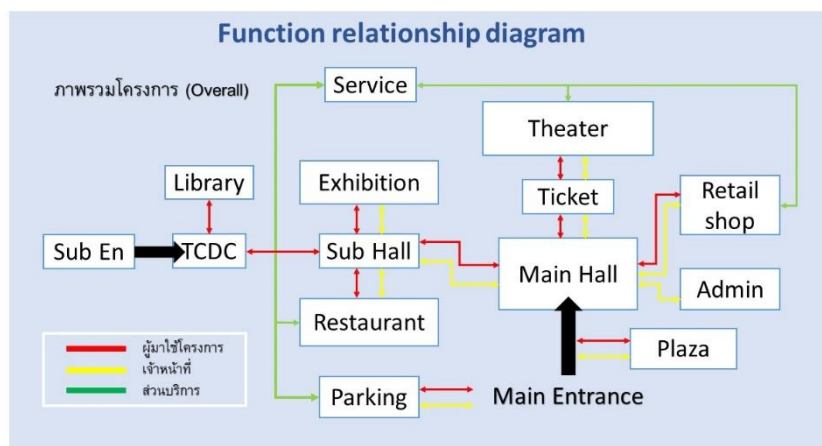 Function relationship diagram
ภาพรวมโครงการ (Overall)
Service
Theater
Library
Exhibition
Ticket
Retail
shop
Sub En
TCDC
Sub Hall
Main Hall
Admin
Restaurant
Plaza
ผู้มาใช้โครงการ
เจ้าหน้าที่
ส่วนบริการ
Parking
Main Entrance